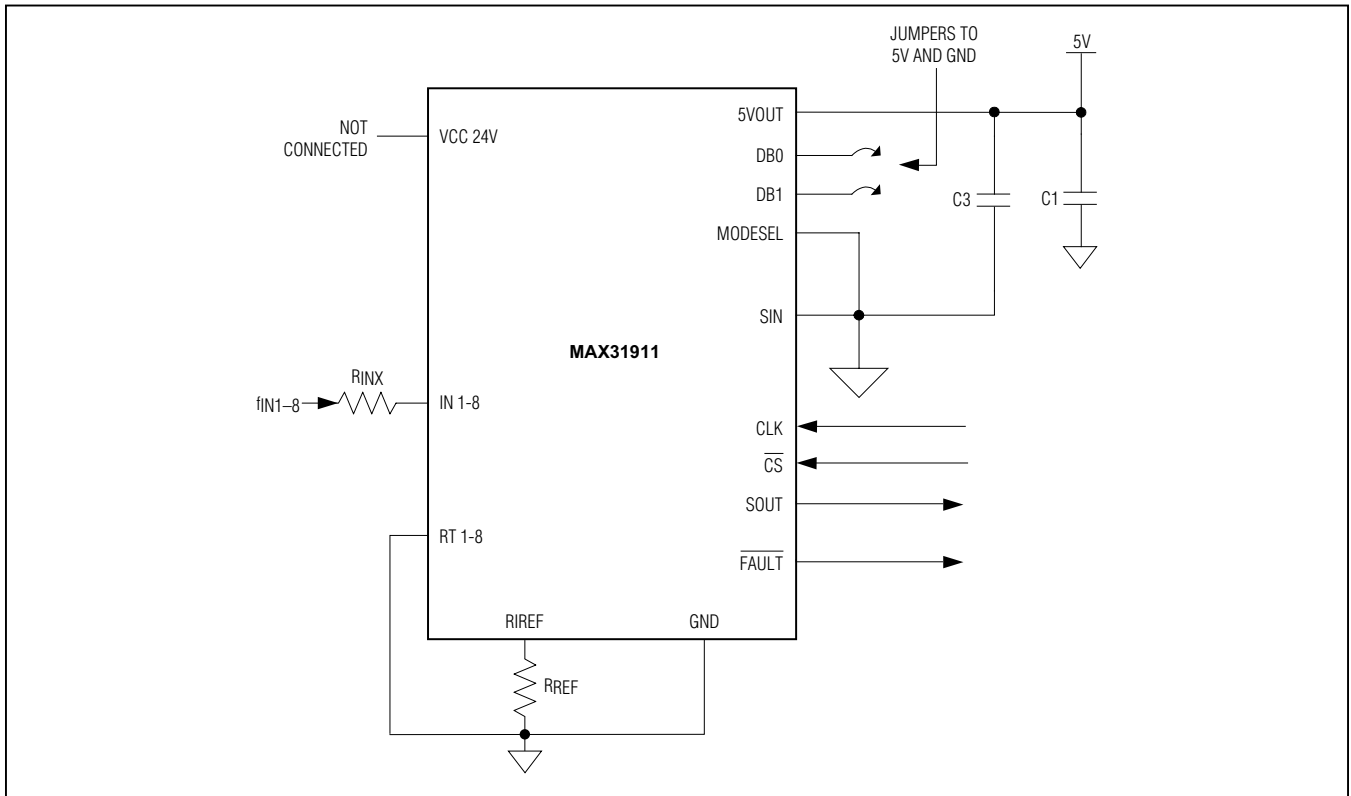 JUMPERS TO
5V AND GND
5V
NOT
CONNECTED
VCC 24V
5VOUT
DB0
DB1
C3
C1
MODESEL
SIN
MAX31911
RINX
fIN1–8
IN 1-8
CLK
CS
SOUT
RT 1-8
FAULT
RIREF
GND
RREF